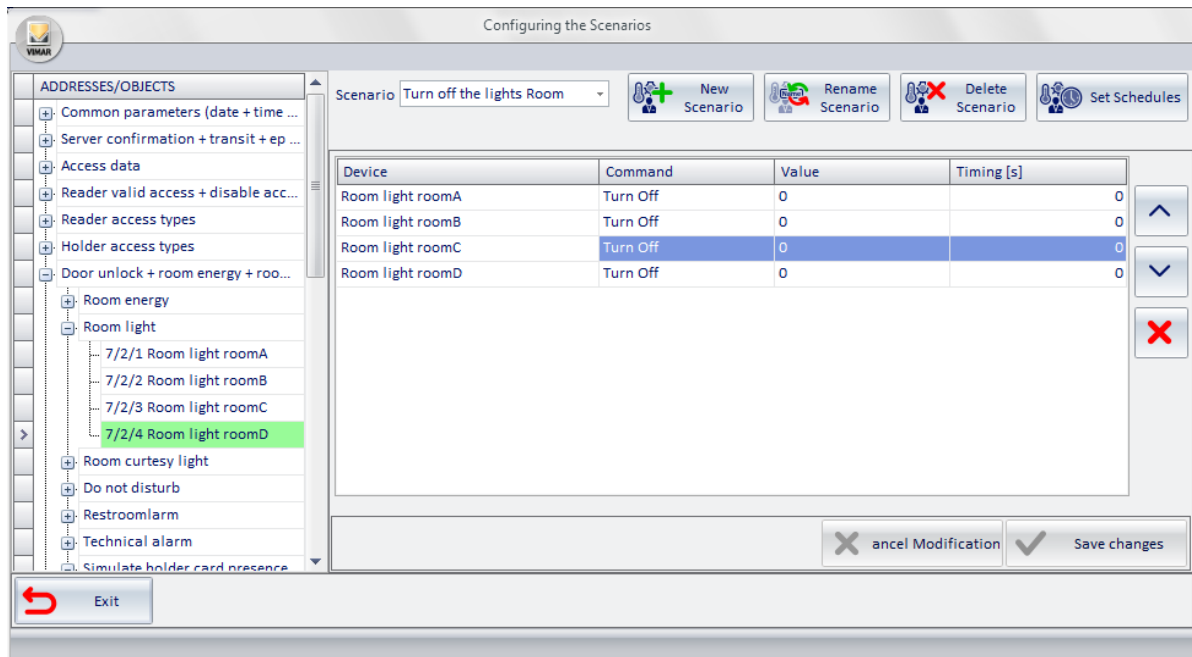 Configuring the Scenarios
VIMAR
ADDRESSES/OBJECTS
Common parameters (date + time ...
Server confirmation + transit + ep ...
Access data
Reader valid access + disable acc...
Reader access types
Holder access types
Door unlock + room energy + roo...
Room energy
Room light
7/2/1 Room light roomA
7/2/2 Room light roomB
7/2/3 Room light roomC
7/2/4 Room light roomD
Room curtesy light
Do not disturb
Restroomlarm
Technical alarm
Simulate holder card presence
Scenario Turn off the lights Room
New
Scenario
Name
Rename
Scenario
Delete
Scenario
Set Schedules
Device Command Value Timing [s]
Room light roomA Turn Off 0 0
Room light roomB Turn Off 0 0
Room light roomC Turn Off 0 0
Room light roomD Turn Off 0 0
ancel Modification
Save changes
Exit